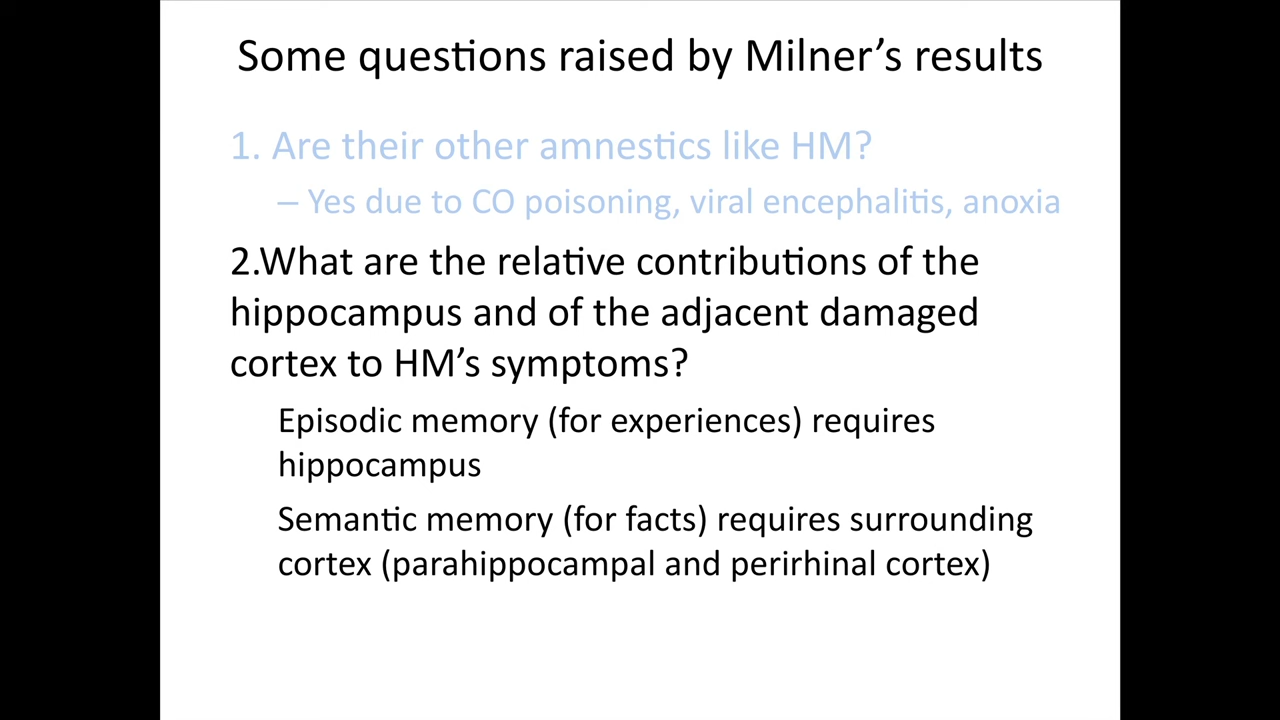 Some questions raised by Milner’s results
1. Are their other amnestics like HM?
– Yes due to CO poisoning, viral encephalitis, anoxia
2.What are the relative contributions of the
hippocampus and of the adjacent damaged
cortex to HM’s symptoms?
Episodic memory (for experiences) requires
hippocampus
Semantic memory (for facts) requires surrounding
cortex (parahippocampal and perirhinal cortex)